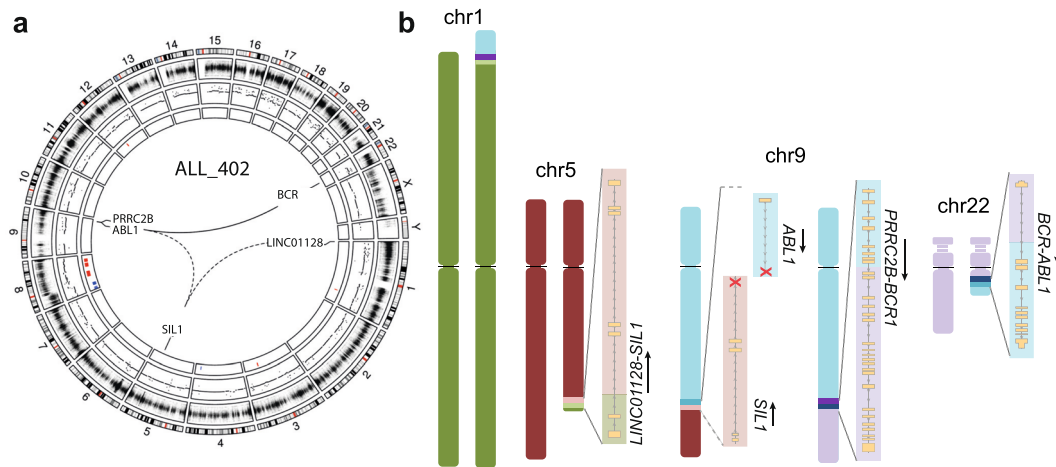 a
b
ALL_402
1
2
3
4
5
6
7
8
9
10
11
12
13
14
15
16
17
18
19
20
21
22
X
Y
BCR
PRRC2B
ABL1
LINC01128
SIL1
chr1
chr5
LINC01128-SIL1
chr9
ABL1
SIL1
PRRC2B-BCR1
chr22
BCR-ABL1